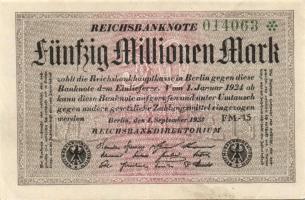 REICHSBANKNOTE 014063 *
Fünfzig Millionen Mark
zahlt die Reichsbankhauptkasse in Berlin gegen diese
Banknote dem Einlieferer. Vom 1. Januar 1924 ab
kann diese Banknote aufgerufen und unter Umtausch
gegen andere gesetzliche Zahlungsmittel eingezogen
werden FM-15
Berlin, den 1. September 1923
REICHSBANKDIREKTORIUM